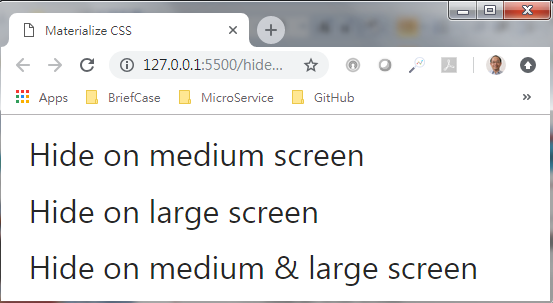 Materialize CSS
127.0.0.1:5500/hide...
Apps BriefCase MicroService GitHub »
Hide on medium screen
Hide on large screen
Hide on medium & large screen